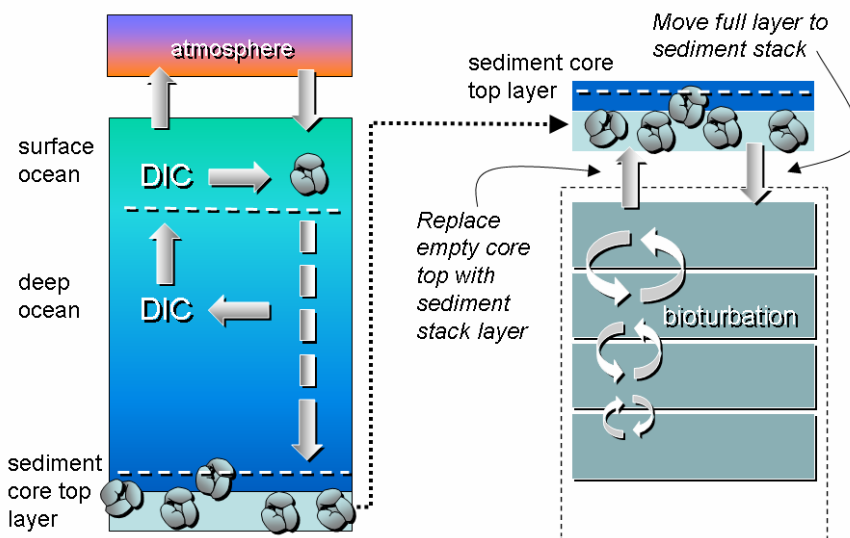 atmosphere
surface
ocean
DIC
deep
ocean
DIC
sediment
core top
layer
sediment core
top layer
Move full layer to
sediment stack
Replace
empty core
top with
sediment
stack layer
bioturbation